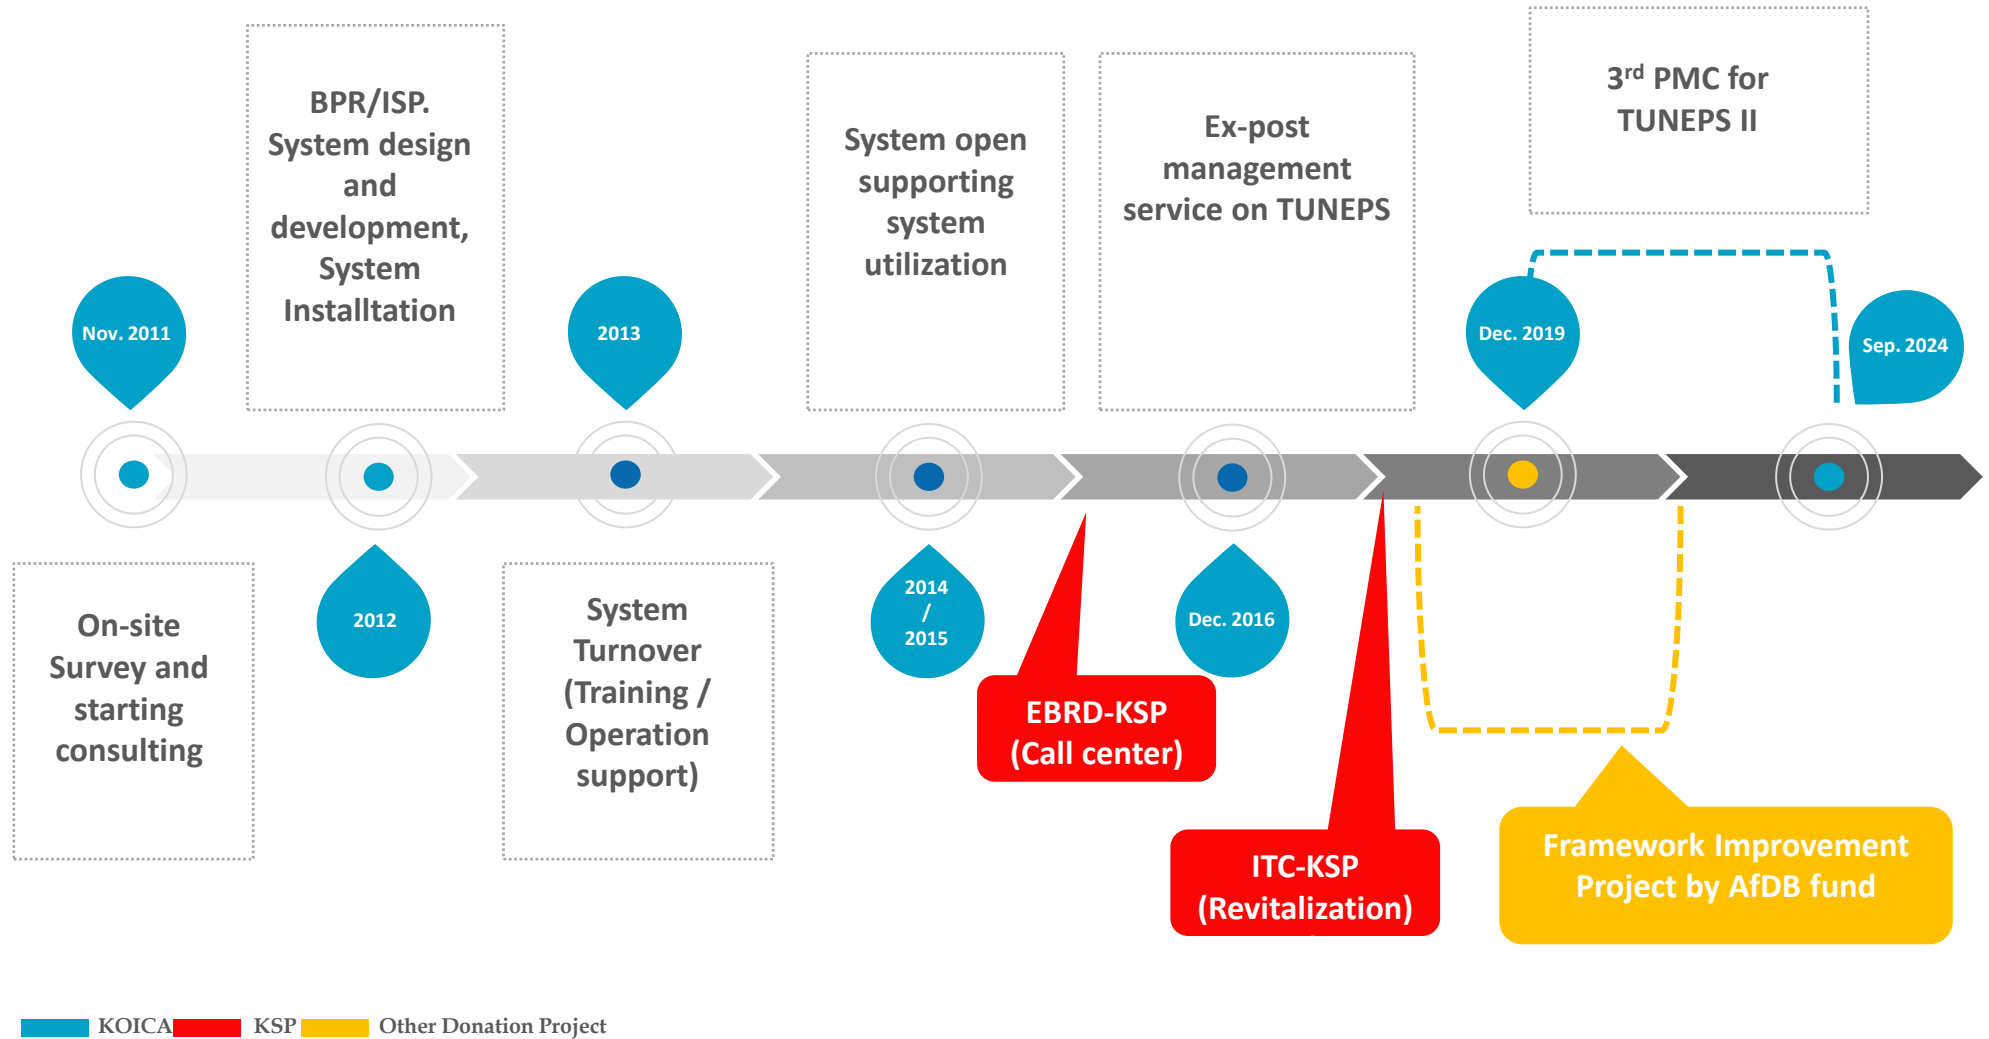 BPR/ISP.
System design
and
development,
System
Installtation
System open
supporting
system
utilization
Ex-post
management
service on TUNEPS
3rd PMC for
TUNEPS II
Nov. 2011
2013
Dec. 2019
Sep. 2024
2012
2014
/
2015
Dec. 2016
On-site
Survey and
starting
consulting
System
Turnover
(Training /
Operation
support)
EBRD-KSP
(Call center)
ITC-KSP
(Revitalization)
Framework Improvement
Project by AfDB fund
KOICA
KSP
Other Donation Project